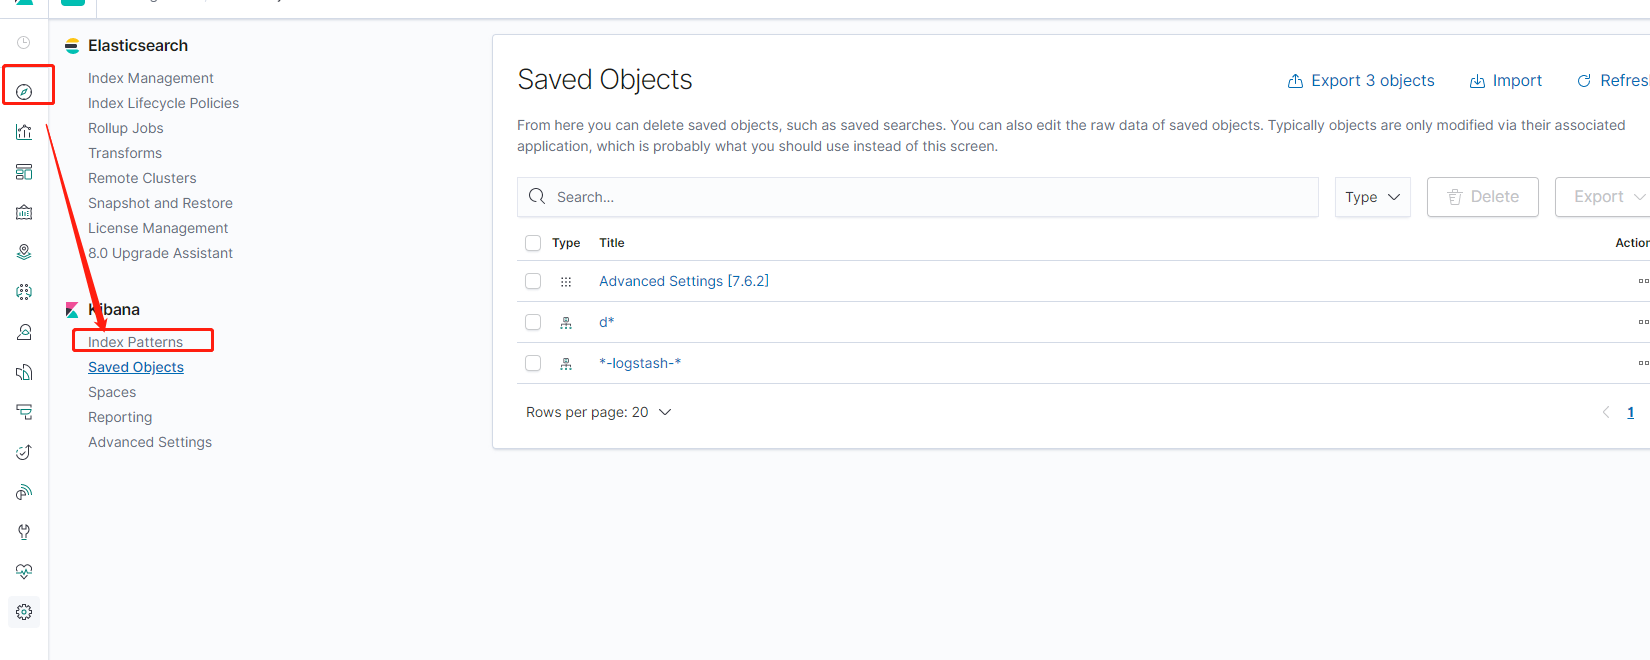 Elasticsearch
Index Management
Index Lifecycle Policies
Rollup Jobs
Transforms
Remote Clusters
Snapshot and Restore
License Management
8.0 Upgrade Assistant
Kibana
Index Patterns
Saved Objects
Spaces
Reporting
Advanced Settings
Saved Objects
Export 3 objects
Import
Refres
From here you can delete saved objects, such as saved searches. You can also edit the raw data of saved objects. Typically objects are only modified via their associated
application, which is probably what you should use instead of this screen.
Search...
Type
Delete
Export
Type Title
Action
Advanced Settings [7.6.2]
d*
*-logstash-*
Rows per page: 20
1